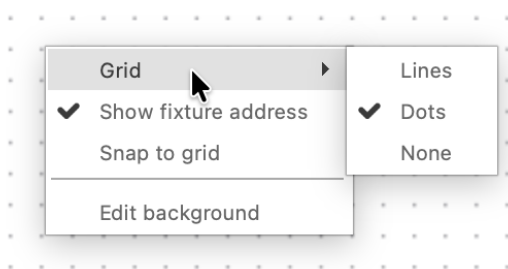 Grid
Show fixture address
Snap to grid
Edit background
Lines
Dots
None